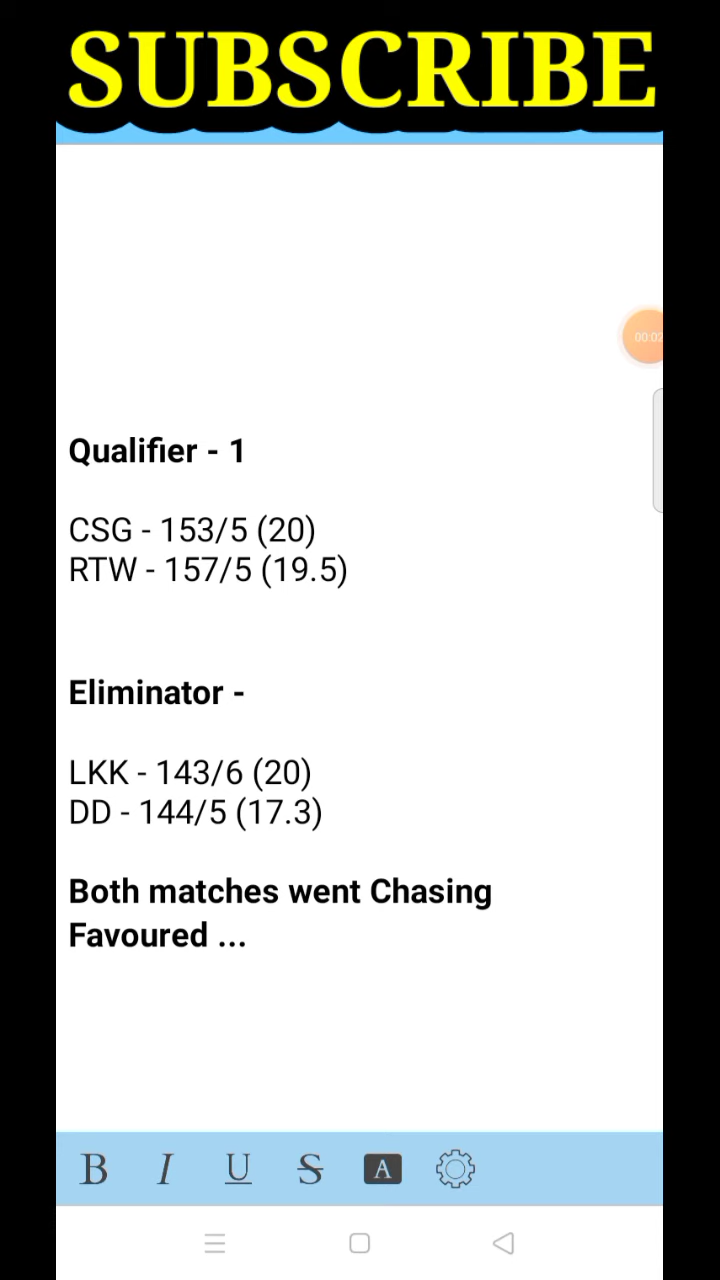 SUBSCRIBE
Qualifier - 1
CSG - 153/5 (20)
RTW - 157/5 (19.5)
Eliminator -
LKK - 143/6 (20)
DD - 144/5 (17.3)
Both matches went Chasing
Favoured ...
B I U S A